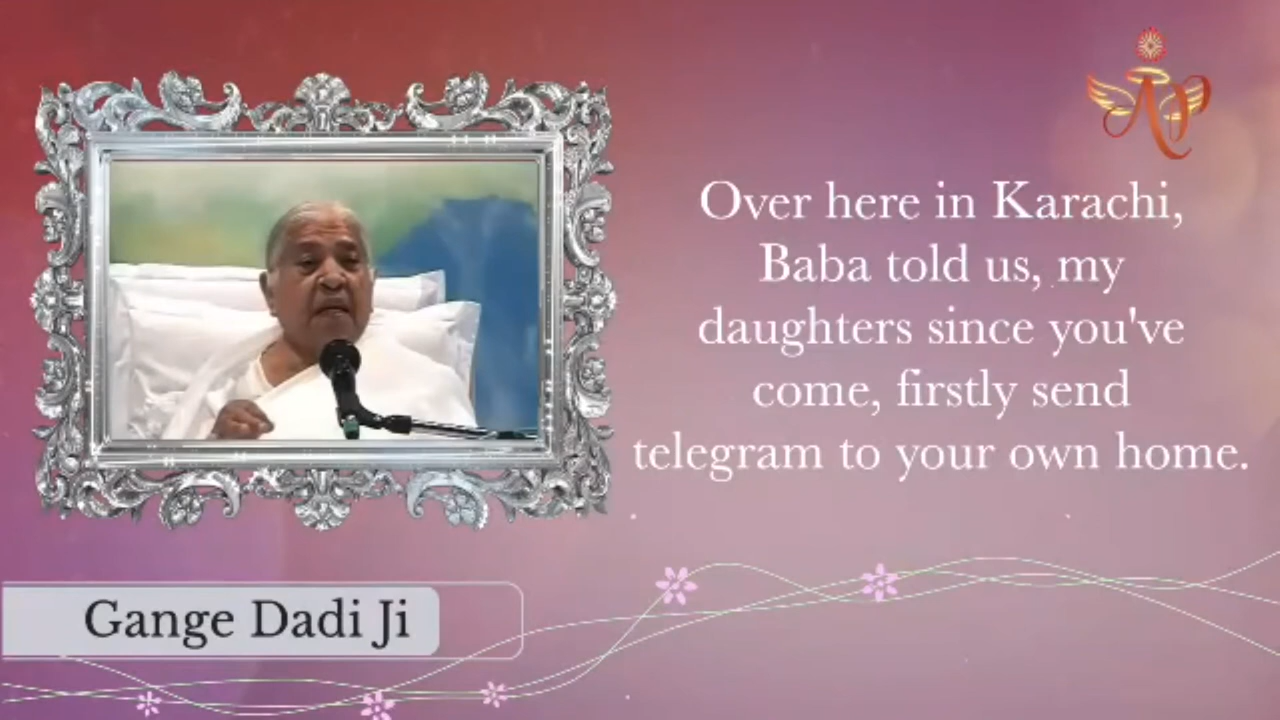 Over here in Karachi,
Baba told us, my
daughters since you've
come, firstly send
telegram to your own home.
Gange Dadi Ji